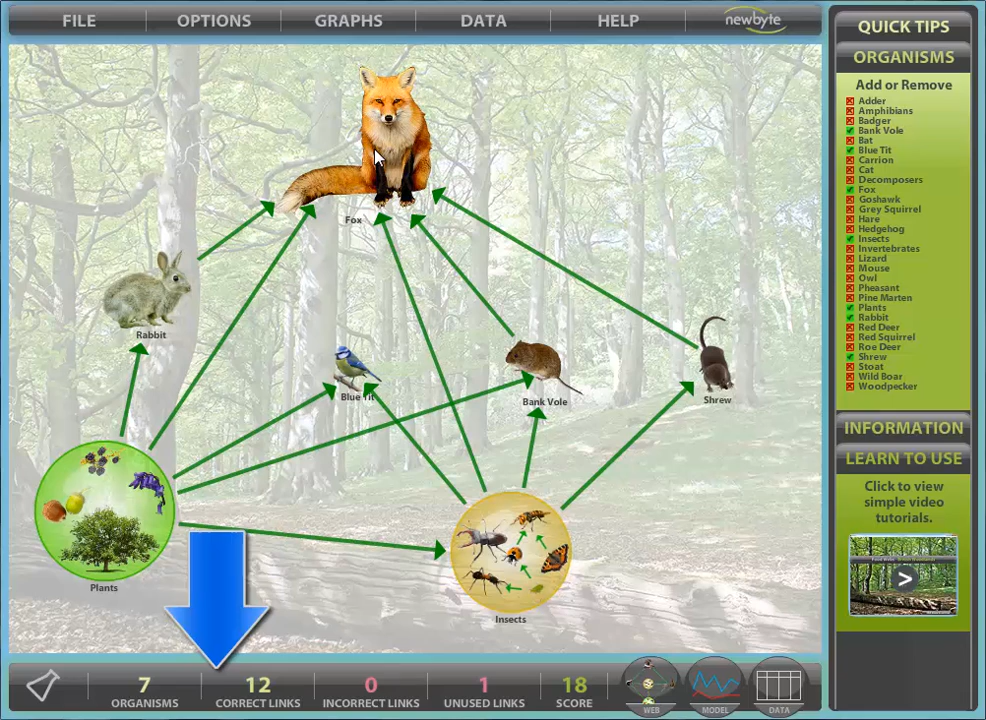 FILE OPTIONS GRAPHS DATA HELP newbyte
QUICK TIPS
ORGANISMS
Add or Remove
Adder
Amphibians
Badger
Bank Vole
Bat
Blue Tit
Carrion
Cat
Decomposers
Fox
Goshawk
Grey Squirrel
Hare
Hedgehog
Insects
Invertebrates
Lizard
Mouse
Owl
Pheasant
Pine Marten
Plants
Rabbit
Red Deer
Red Squirrel
Roe Deer
Shrew
Stoat
Wild Boar
Woodpecker
INFORMATION
LEARN TO USE
Click to view
simple video
tutorials.
Fox
Rabbit
Blue Tit
Bank Vole
Shrew
Plants
Insects
7 12 0 1 18
ORGANISMS CORRECT LINKS INCORRECT LINKS UNUSED LINKS SCORE WEB MODEL DATA